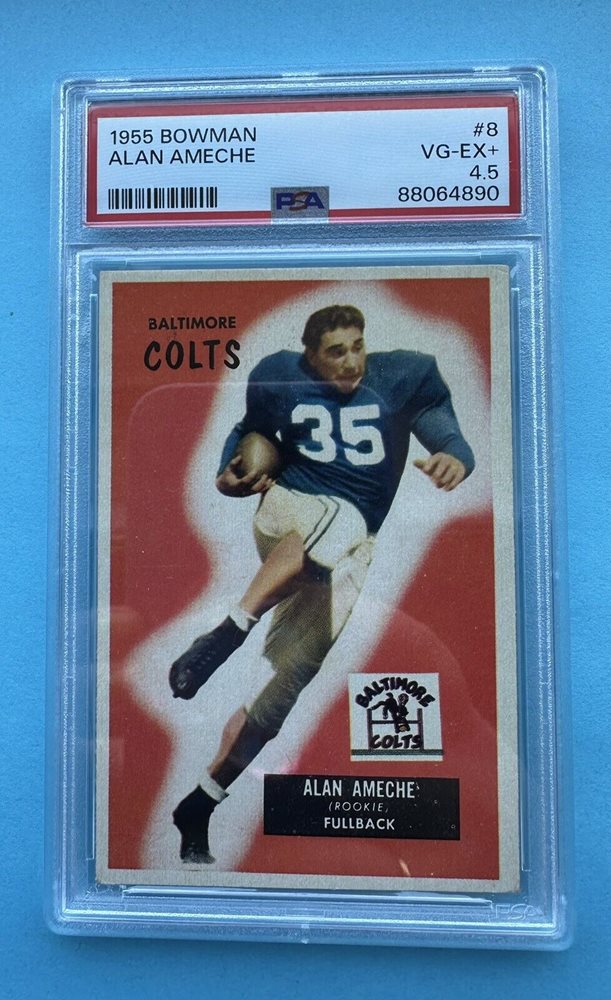 1955 BOWMAN #8
ALAN AMECHE VG-EX+
4.5
PSA 88064890
BALTIMORE
COLTS
35
BALTIMORE
COLTS
ALAN AMECHE
(ROOKIE)
FULLBACK
PSA